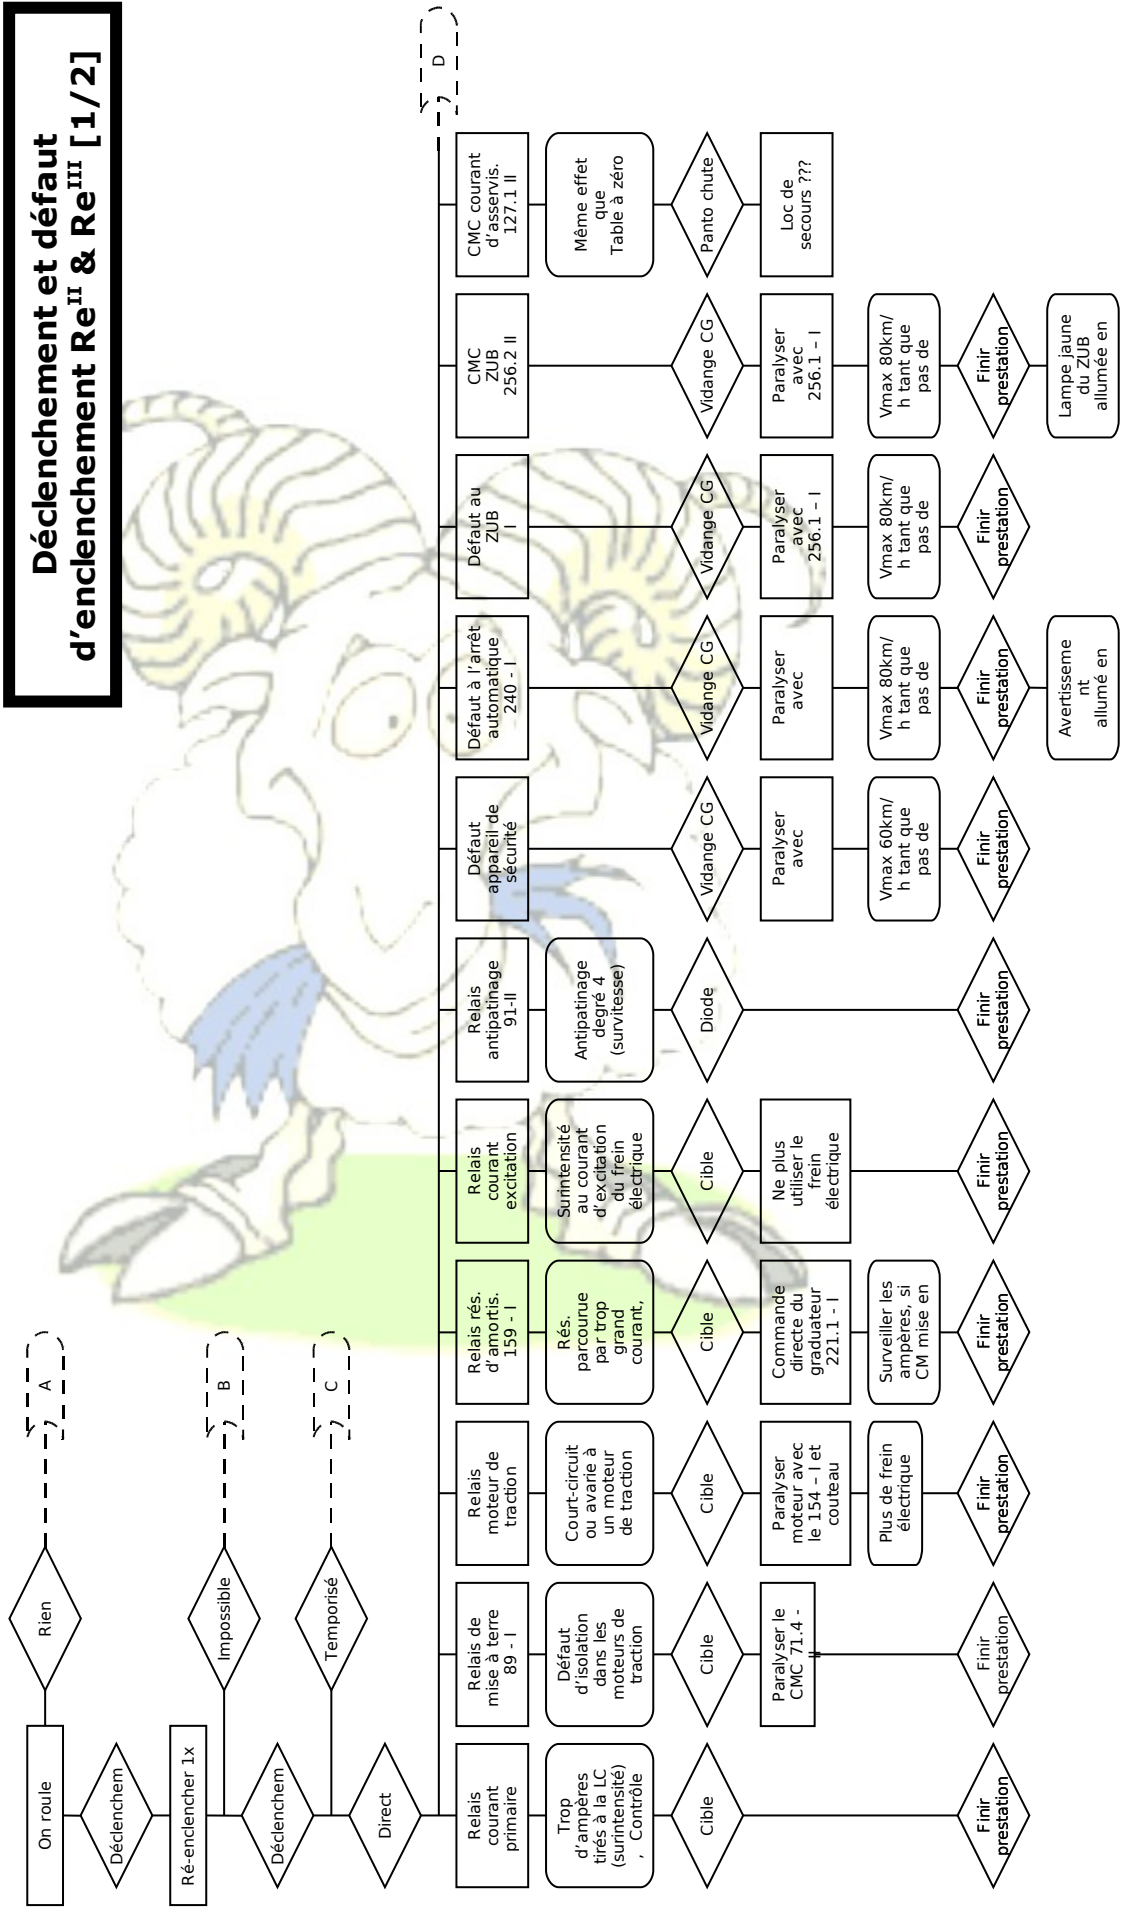 Déclenchement et défaut
d’enclenchement Re II & Re III [1/2]
On roule
Rien
A
Déclenchem
Ré-enclencher 1x
Impossible
B
Déclenchem
Temporisé
C
Direct
D
Relais
courant
primaire
Trop
d’ampères
tirés à la LC
(surintensité)
, Contrôle
Cible
Finir
prestation
Relais de
mise à terre
89 - I
Défaut
d’isolation
dans les
moteurs de
traction
Cible
Paralyser le
CMC 71.4 -
II
Finir
prestation
Relais
moteur de
traction
Court-circuit
ou avarie à
un moteur
de traction
Cible
Paralyser
moteur avec
le 154 – I et
couteau
Plus de frein
électrique
Finir
prestation
Relais rés.
d’amortis.
159 - I
Rés.
parcourue
par trop
grand
courant,
Cible
Commande
directe du
graduateur
221.1 - I
Surveiller les
ampères, si
CM mise en
Finir
prestation
Relais
courant
excitation
Surintensité
au courant
d’excitation
du frein
électrique
Cible
Ne plus
utiliser le
frein
électrique
Finir
prestation
Relais
antipatinage
91-II
Antipatinage
degré 4
(survitesse)
Diode
Finir
prestation
Défaut
appareil de
sécurité
Vidange CG
Paralyser
avec
Vmax 60km/
h tant que
pas de
Finir
prestation
Défaut à l’arrêt
automatique
240 - I
Vidange CG
Paralyser
avec
Vmax 80km/
h tant que
pas de
Finir
prestation
Avertisseme
nt
allumé en
Défaut au
ZUB
I
Vidange CG
Paralyser
avec
256.1 – I
Vmax 80km/
h tant que
pas de
Finir
prestation
CMC
ZUB
256.2 II
Vidange CG
Paralyser
avec
256.1 – I
Vmax 80km/
h tant que
pas de
Finir
prestation
Lampe jaune
du ZUB
allumée en
CMC courant
d’asservis.
127.1 II
Même effet
que
Table à zéro
Panto chute
Loc de
secours ???